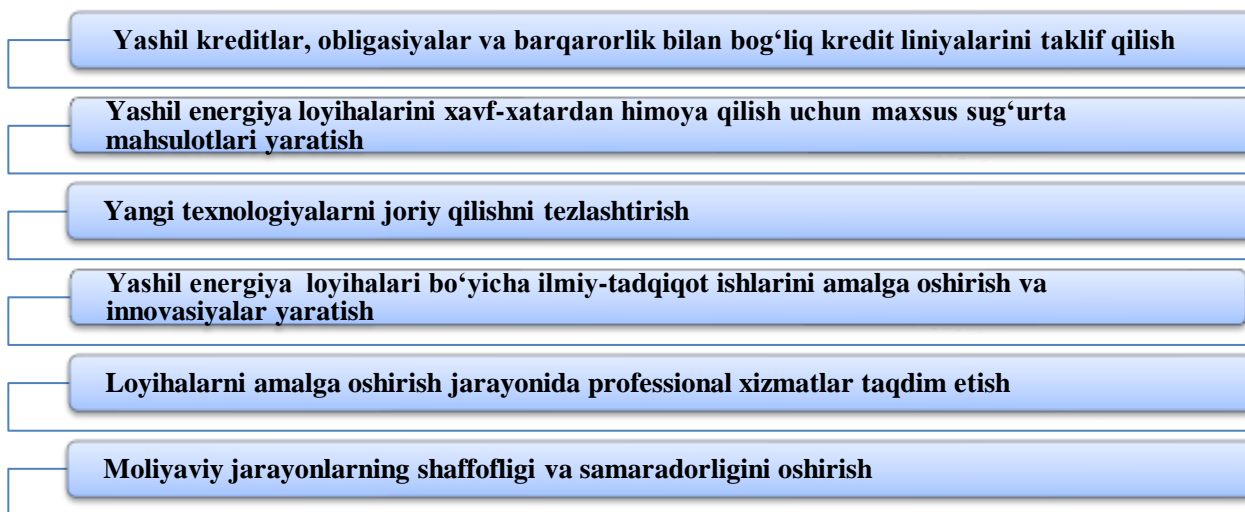 Yashil kreditlar, obligasiyalar va barqarorlik bilan bog‘liq kredit liniyalarini taklif qilish
Yashil energiya loyihalarini xavf-xatardan himoya qilish uchun maxsus sug‘urta
mahsulotlari yaratish
Yangi texnologiyalarni joriy qilishni tezlashtirish
Yashil energiya loyihalari bo‘yicha ilmiy-tadqiqot ishlarini amalga oshirish va
innovasiyalar yaratish
Loyihalarni amalga oshirish jarayonida professional xizmatlar taqdim etish
Moliyaviy jarayonlarning shaffofligi va samaradorligini oshirish